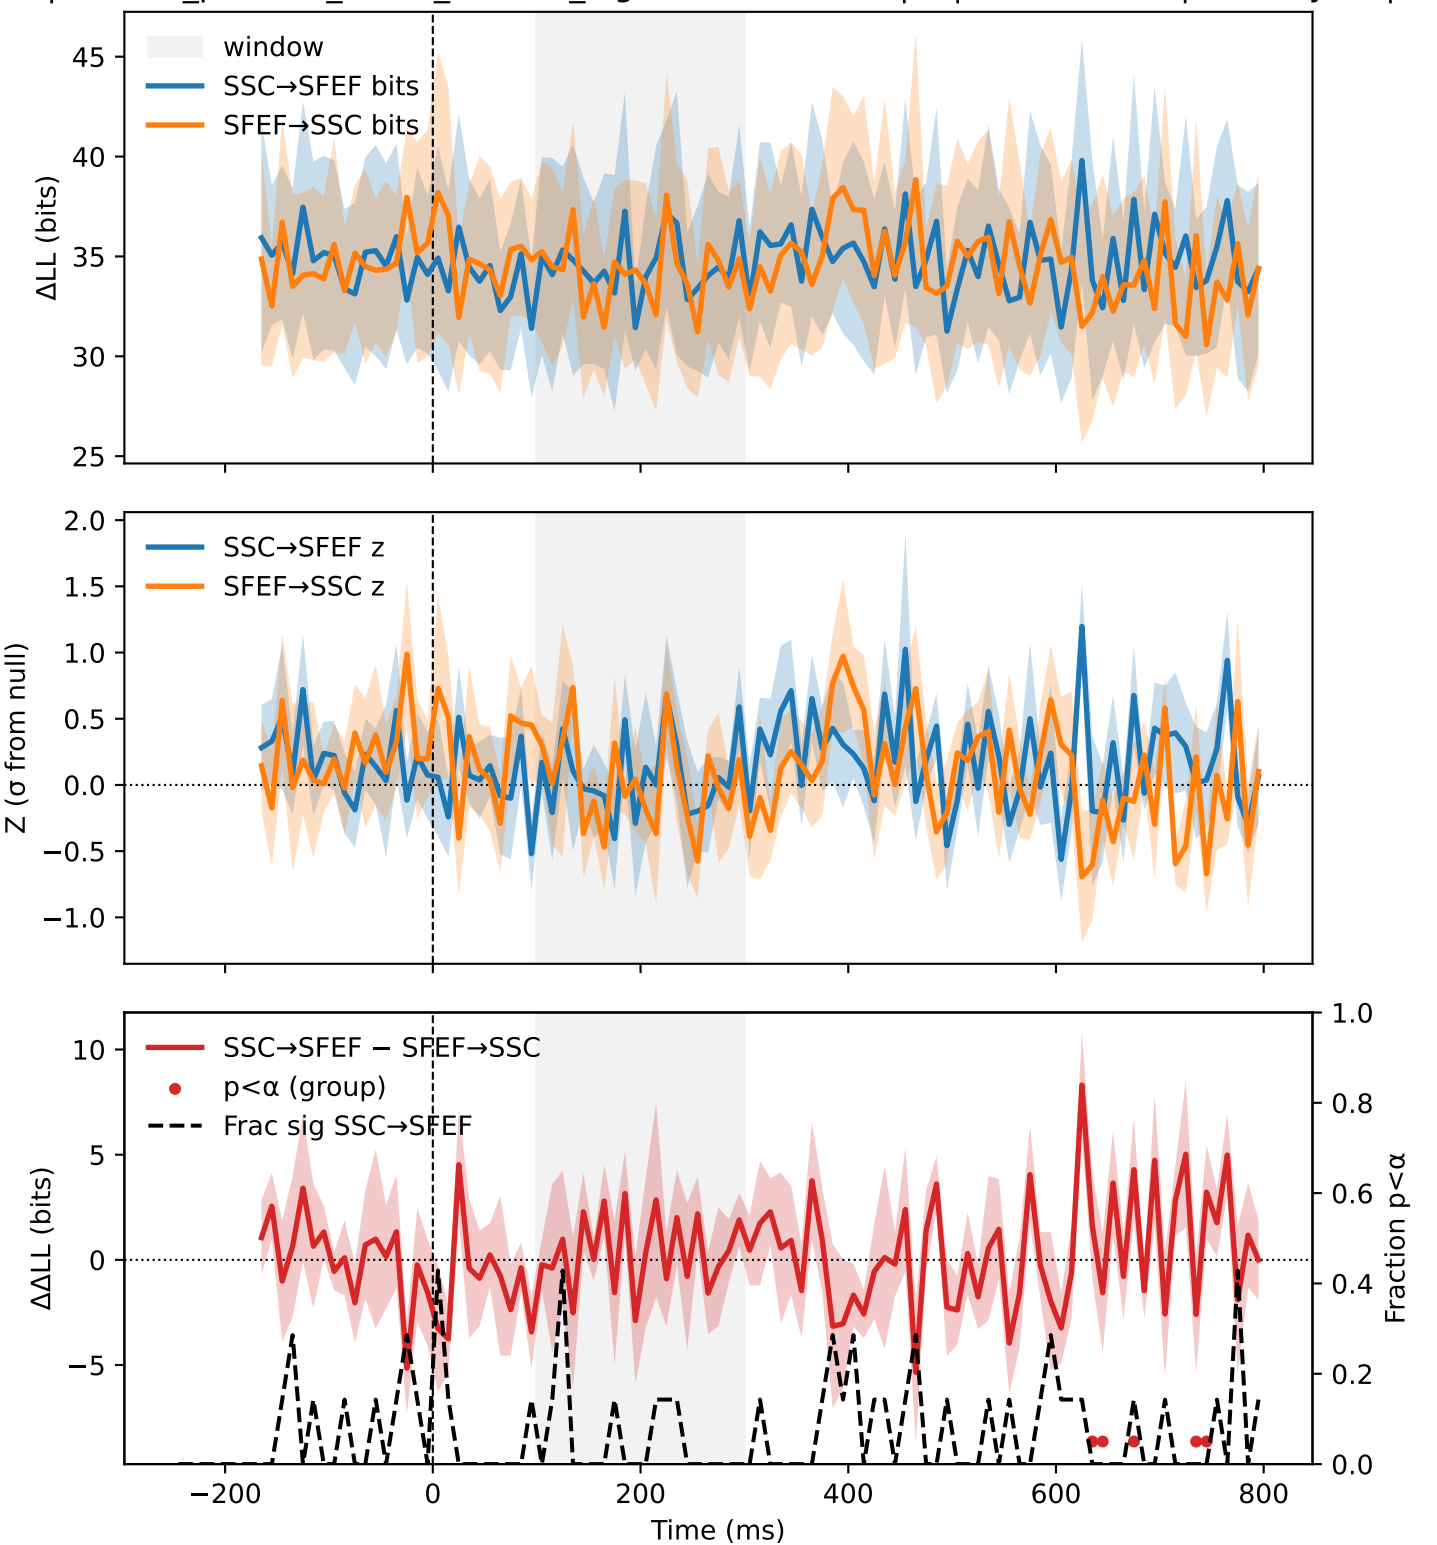 window
SSC→SFEF bits
SFEF→SSC bits
45
40
35
30
25
ΔLL (bits)
SSC→SFEF z
SFEF→SSC z
2.0
1.5
1.0
0.5
0.0
−0.5
−1.0
Z (σ from null)
SSC→SFEF − SFEF→SSC
p<α (group)
Frac sig SSC→SFEF
10
5
0
−5
ΔΔLL (bits)
1.0
0.8
0.6
0.4
0.2
0.0
Fraction p<α
−200 0 200 400 600 800
Time (ms)